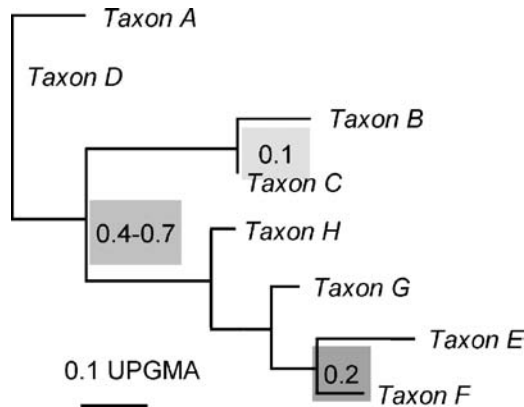 Taxon A
Taxon D
Taxon B
0.1
Taxon C
0.4-0.7
Taxon H
Taxon G
Taxon E
0.1 UPGMA
0.2
Taxon F